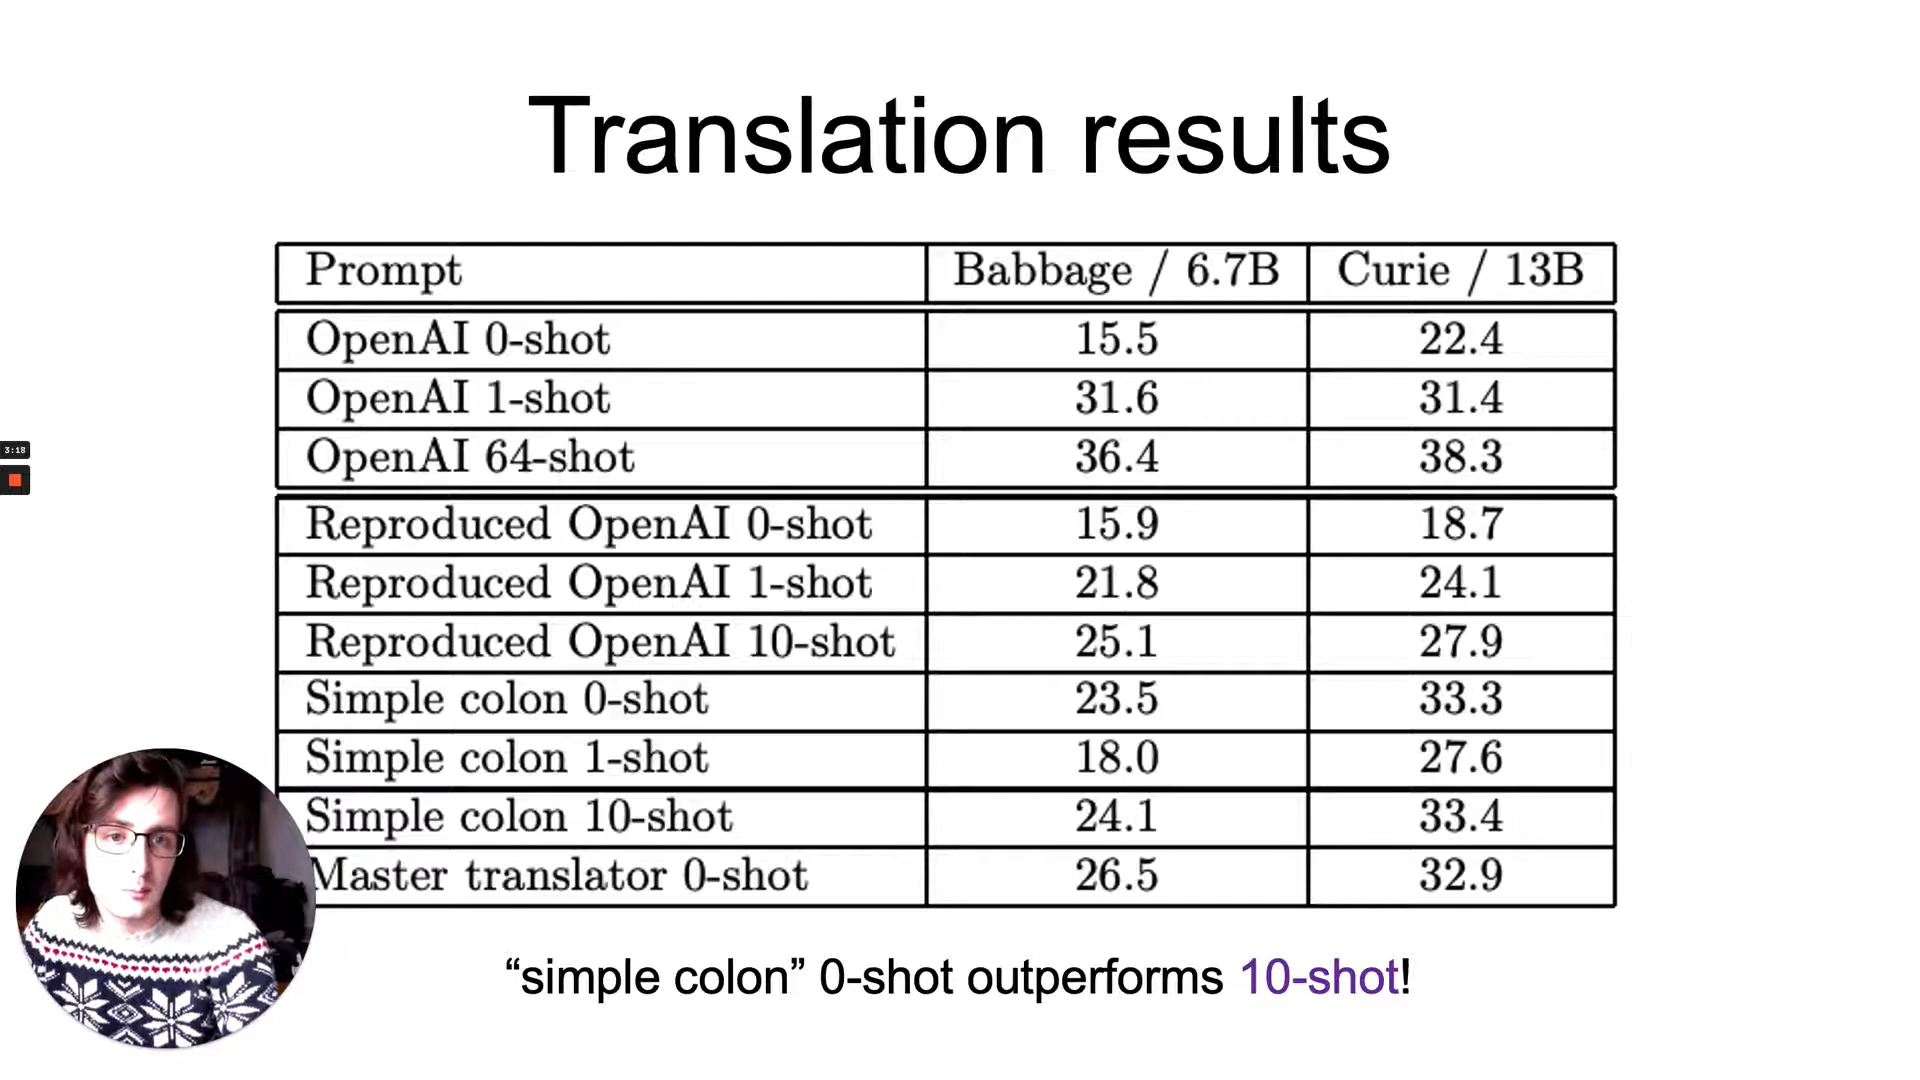 Translation results
Prompt Babbage / 6.7B Curie / 13B
OpenAI 0-shot 15.5 22.4
OpenAI 1-shot 31.6 31.4
OpenAI 64-shot 36.4 38.3
Reproduced OpenAI 0-shot 15.9 18.7
Reproduced OpenAI 1-shot 21.8 24.1
Reproduced OpenAI 10-shot 25.1 27.9
Simple colon 0-shot 23.5 33.3
Simple colon 1-shot 18.0 27.6
Simple colon 10-shot 24.1 33.4
Master translator 0-shot 26.5 32.9
“simple colon” 0-shot outperforms 10-shot!
3:18